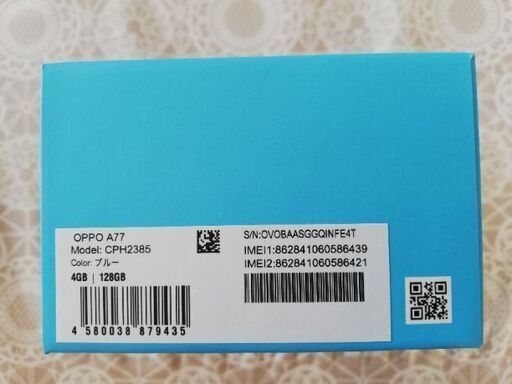 OPPO A77
Model: CPH2385
Color: ブルー
4GB | 128GB
4 580038 879435
S/N:OVOBAASGGQINFE4T
IMEI1:862841060586439
IMEI2:862841060586421